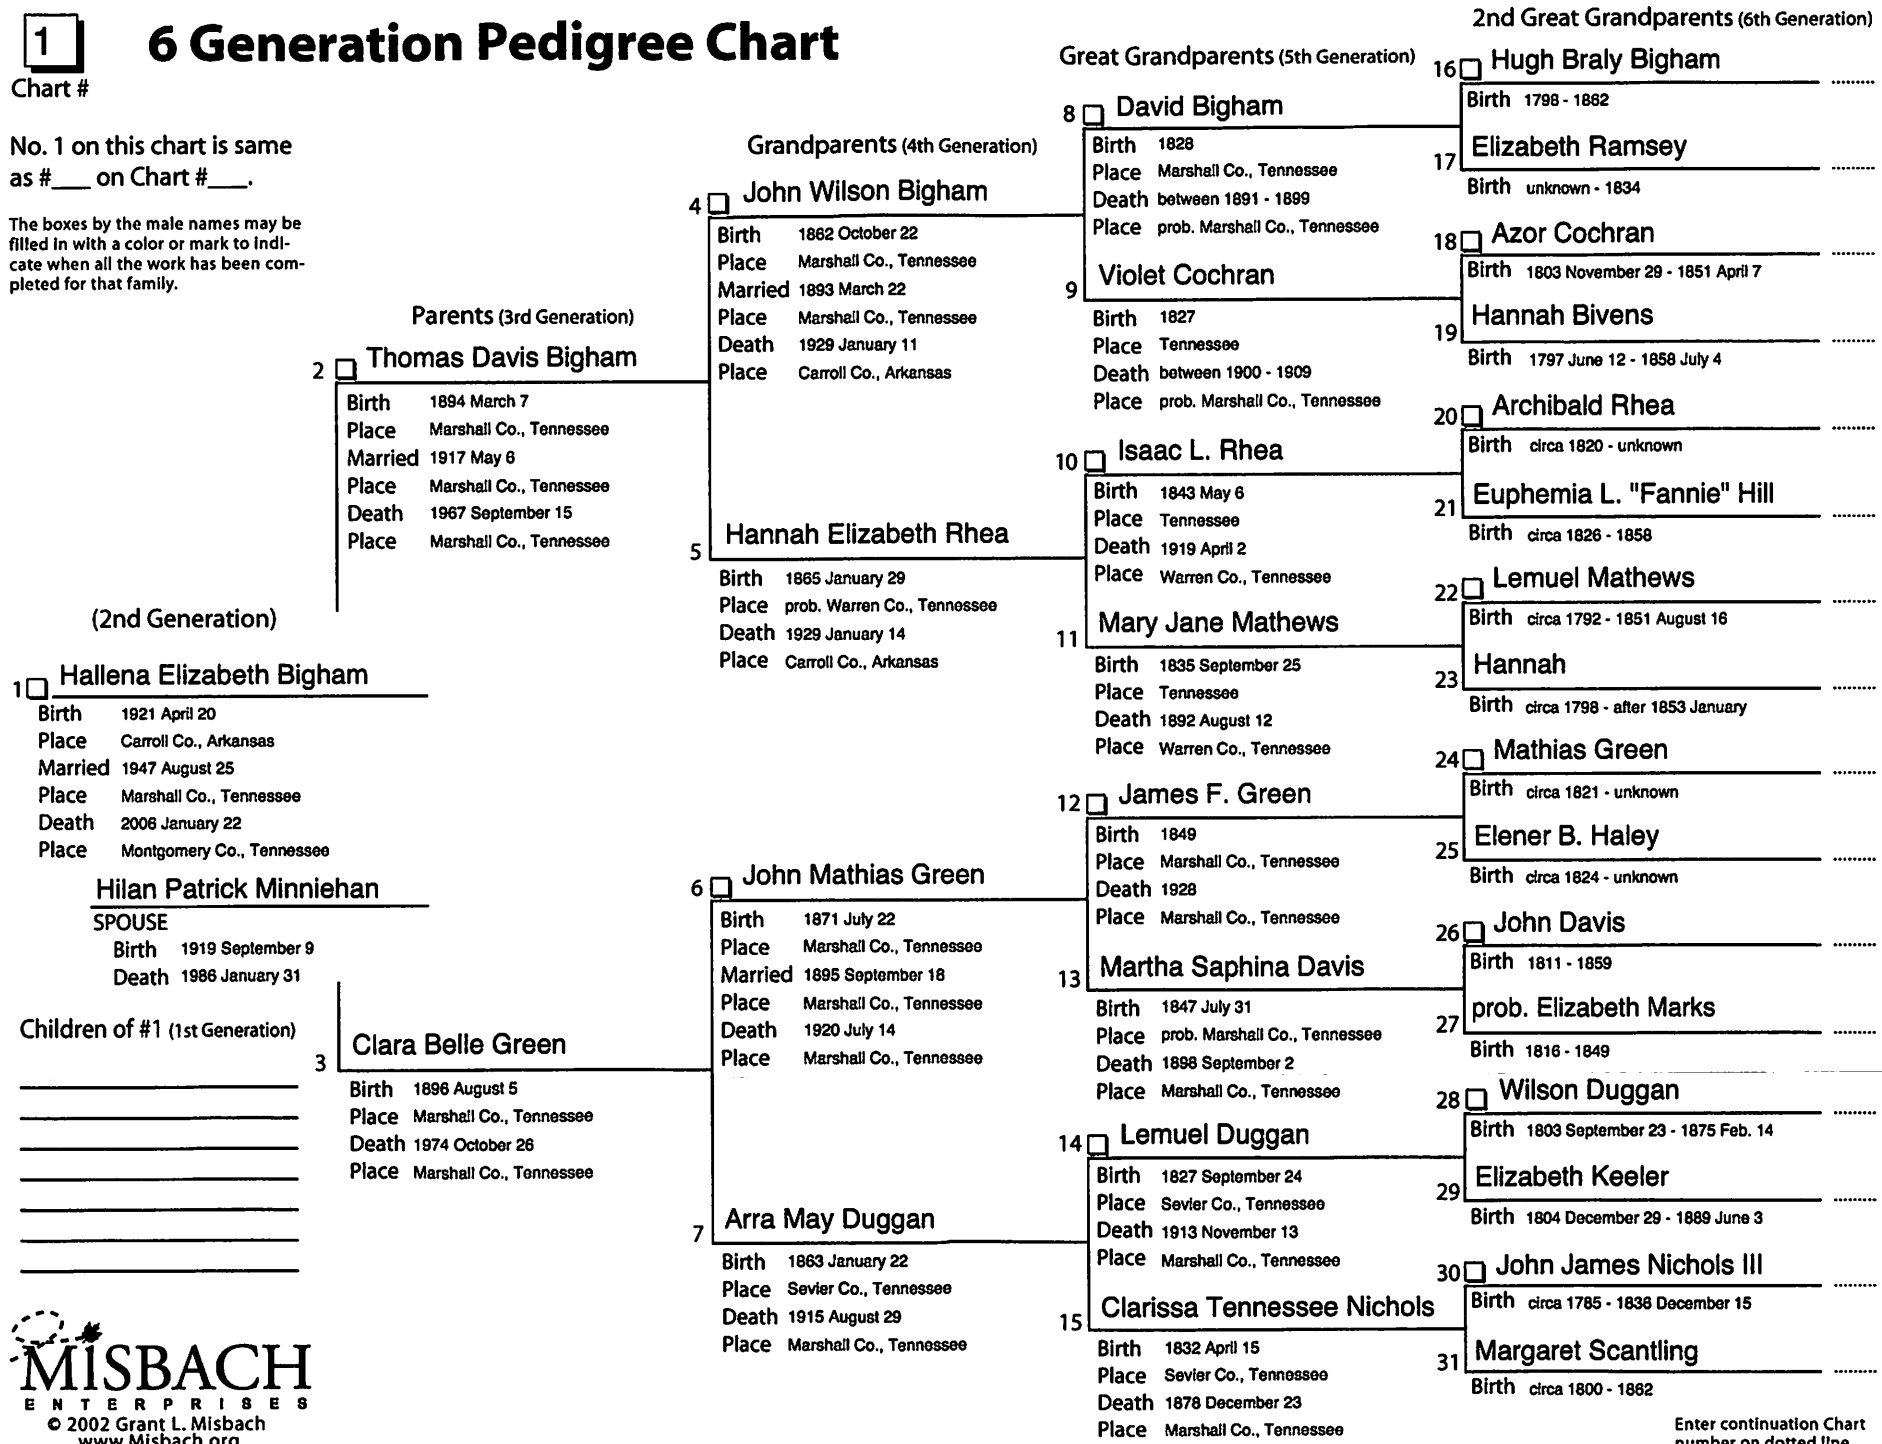 1
Chart #
6 Generation Pedigree Chart
No. 1 on this chart is same
as #___ on Chart #___.
The boxes by the male names may be
filled in with a color or mark to indi-
cate when all the work has been com-
pleted for that family.
(2nd Generation)
1 Hallena Elizabeth Bigham
Birth 1921 April 20
Place Carroll Co., Arkansas
Married 1947 August 25
Place Marshall Co., Tennessee
Death 2006 January 22
Place Montgomery Co., Tennessee
Hilan Patrick Minniehan
SPOUSE
Birth 1919 September 9
Death 1986 January 31
Children of #1 (1st Generation)
Parents (3rd Generation)
2 Thomas Davis Bigham
Birth 1894 March 7
Place Marshall Co., Tennessee
Married 1917 May 6
Place Marshall Co., Tennessee
Death 1967 September 15
Place Marshall Co., Tennessee
3 Clara Belle Green
Birth 1896 August 5
Place Marshall Co., Tennessee
Death 1974 October 26
Place Marshall Co., Tennessee
Grandparents (4th Generation)
4 John Wilson Bigham
Birth 1862 October 22
Place Marshall Co., Tennessee
Married 1893 March 22
Place Marshall Co., Tennessee
Death 1929 January 11
Place Carroll Co., Arkansas
5 Hannah Elizabeth Rhea
Birth 1865 January 29
Place prob. Warren Co., Tennessee
Death 1929 January 14
Place Carroll Co., Arkansas
6 John Mathias Green
Birth 1871 July 22
Place Marshall Co., Tennessee
Married 1895 September 18
Place Marshall Co., Tennessee
Death 1920 July 14
Place Marshall Co., Tennessee
7 Arra May Duggan
Birth 1863 January 22
Place Sevier Co., Tennessee
Death 1915 August 29
Place Marshall Co., Tennessee
Great Grandparents (5th Generation)
8 David Bigham
Birth 1828
Place Marshall Co., Tennessee
Death between 1891 - 1899
Place prob. Marshall Co., Tennessee
9 Violet Cochran
Birth 1827
Place Tennessee
Death between 1900 - 1909
Place prob. Marshall Co., Tennessee
10 Isaac L. Rhea
Birth 1843 May 6
Place Tennessee
Death 1919 April 2
Place Warren Co., Tennessee
11 Mary Jane Mathews
Birth 1835 September 25
Place Tennessee
Death 1892 August 12
Place Warren Co., Tennessee
12 James F. Green
Birth 1849
Place Marshall Co., Tennessee
Death 1928
Place Marshall Co., Tennessee
13 Martha Saphina Davis
Birth 1847 July 31
Place prob. Marshall Co., Tennessee
Death 1898 September 2
Place Marshall Co., Tennessee
14 Lemuel Duggan
Birth 1827 September 24
Place Sevier Co., Tennessee
Death 1913 November 13
Place Marshall Co., Tennessee
15 Clarissa Tennessee Nichols
Birth 1832 April 15
Place Sevier Co., Tennessee
Death 1878 December 23
Place Marshall Co., Tennessee
2nd Great Grandparents (6th Generation)
16 Hugh Braly Bigham
Birth 1798 - 1862
17 Elizabeth Ramsey
Birth unknown - 1834
18 Azor Cochran
Birth 1803 November 29 - 1851 April 7
19 Hannah Bivens
Birth 1797 June 12 - 1858 July 4
20 Archibald Rhea
Birth circa 1820 - unknown
21 Euphemia L. "Fannie" Hill
Birth circa 1826 - 1858
22 Lemuel Mathews
Birth circa 1792 - 1851 August 16
23 Hannah
Birth circa 1798 - after 1853 January
24 Mathias Green
Birth circa 1821 - unknown
25 Elener B. Haley
Birth circa 1824 - unknown
26 John Davis
Birth 1811 - 1859
27 prob. Elizabeth Marks
Birth 1816 - 1849
28 Wilson Duggan
Birth 1803 September 23 - 1875 Feb. 14
29 Elizabeth Keeler
Birth 1804 December 29 - 1889 June 3
30 John James Nichols III
Birth circa 1785 - 1836 December 15
31 Margaret Scantling
Birth circa 1800 - 1862
MISBACH
ENTERPRISES
© 2002 Grant L. Misbach
www.Misbach.org
Enter continuation Chart
number on dotted line